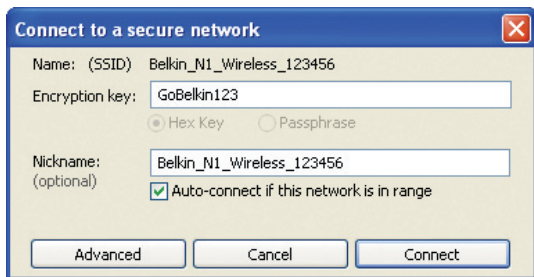 Connect to a secure network
Name: (SSID) Belkin_N1_Wireless_123456
Encryption key: GoBelkin123
Hex Key Passphrase
Nickname: Belkin_N1_Wireless_123456
(optional)
Auto-connect if this network is in range
Advanced Cancel Connect